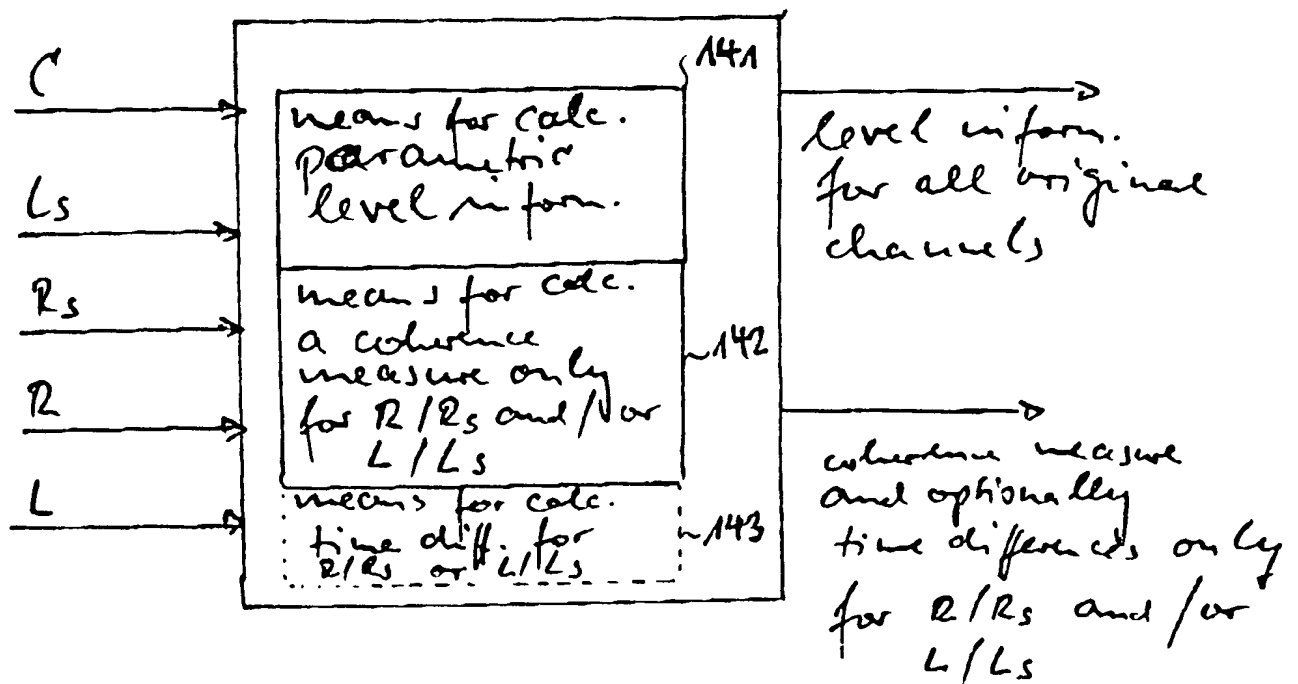 C
Ls
Rs
R
L
141
means for calc.
parametric
level inform.
means for calc.
a coherence
measure only
for R/Rs and/or
L/Ls
142
means for calc.
time diff. for
R/Rs or L/Ls
143
level inform.
for all original
channels
coherence measure
and optionally
time differences only
for R/Rs and/or
L/Ls